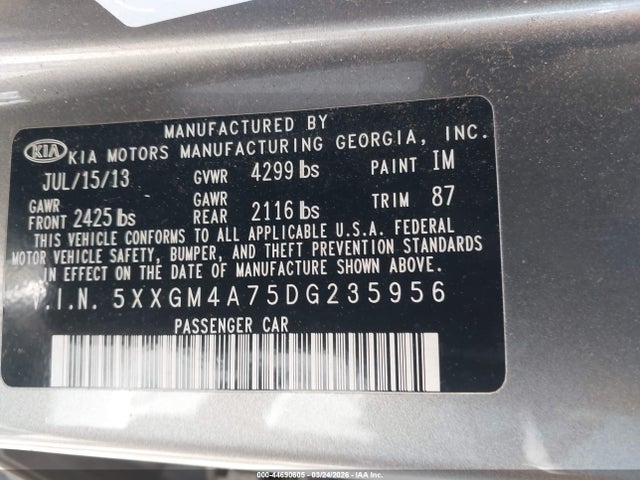 MANUFACTURED BY
KIA KIA MOTORS MANUFACTURING GEORGIA, INC.
JUL/15/13 GVWR 4299 lbs PAINT IM
GAWR FRONT 2425 lbs GAWR REAR 2116 lbs TRIM 87
THIS VEHICLE CONFORMS TO ALL APPLICABLE U.S.A. FEDERAL
MOTOR VEHICLE SAFETY, BUMPER, AND THEFT PREVENTION STANDARDS
IN EFFECT ON THE DATE OF MANUFACTURE SHOWN ABOVE.
V.I.N. 5XXGM4A75DG235956
PASSENGER CAR
000-44690605 - 03/24/2026 - IAA Inc.